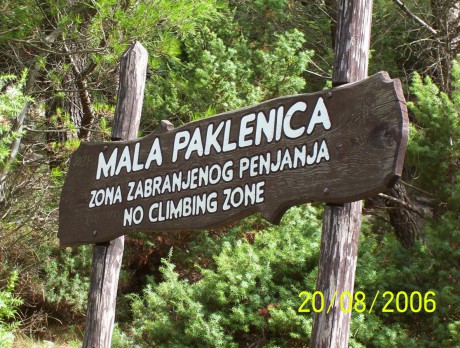 MALA PAKLENICA
ZONA ZABRANJENOG PENJANJA
NO CLIMBING ZONE
20/08/2006